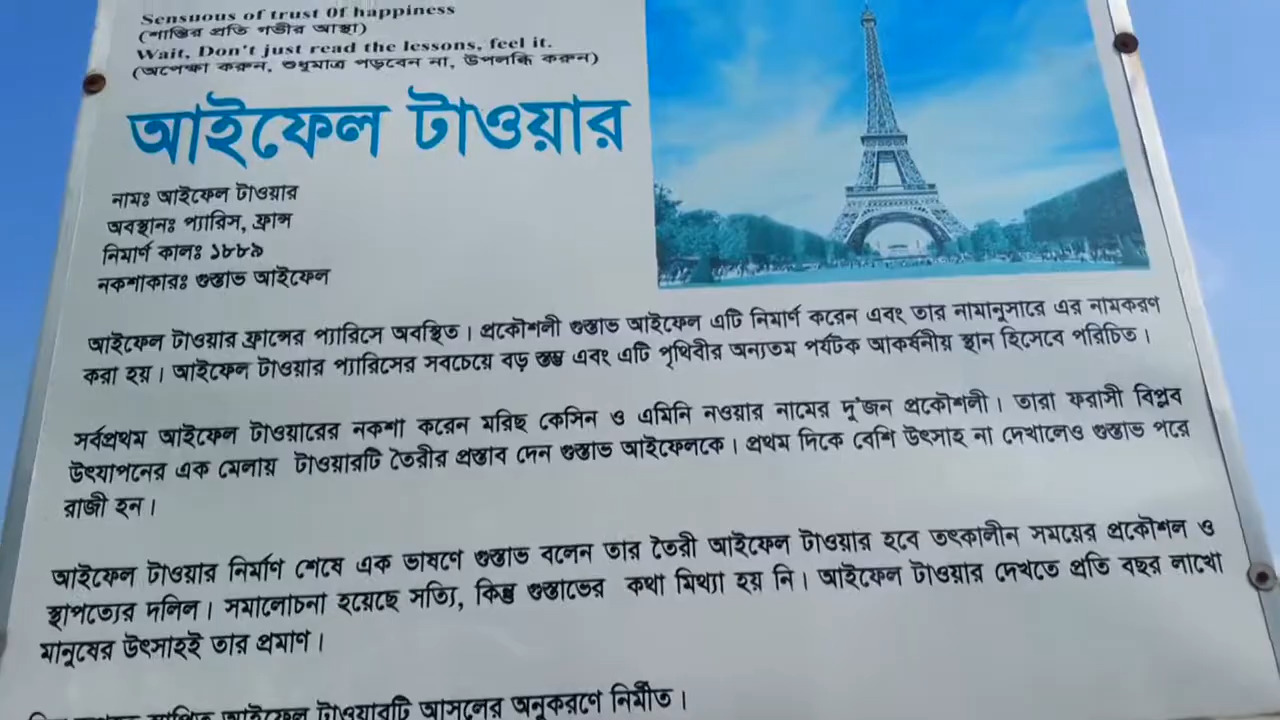 Sensuous of trust Of happiness
(শান্তির প্রতি গভীর আস্থা)
Wait, Don't just read the lessons, feel it.
(অপেক্ষা করুন, শুধুমাত্র পড়বেন না, উপলব্ধি করুন)
আইফেল টাওয়ার
নামঃ আইফেল টাওয়ার
অবস্থানঃ প্যারিস, ফ্রান্স
নিমার্ণ কালঃ ১৮৮৯
নকশাকারঃ গুস্তাভ আইফেল
আইফেল টাওয়ার ফ্রান্সের প্যারিসে অবস্থিত। প্রকৌশলী গুস্তাভ আইফেল এটি নিমার্ণ করেন এবং তার নামানুসারে এর নামকরণ
করা হয়। আইফেল টাওয়ার প্যারিসের সবচেয়ে বড় স্তম্ভ এবং এটি পৃথিবীর অন্যতম পর্যটক আকর্ষনীয় স্থান হিসেবে পরিচিত।
সর্বপ্রথম আইফেল টাওয়ারের নকশা করেন মরিছ কেসিন ও এমিনি নওয়ার নামের দু'জন প্রকৌশলী। তারা ফরাসী বিপ্লব
উৎযাপনের এক মেলায় টাওয়ারটি তৈরীর প্রস্তাব দেন গুস্তাভ আইফেলকে। প্রথম দিকে বেশি উৎসাহ না দেখালেও গুস্তাভ পরে
রাজী হন।
আইফেল টাওয়ার নির্মাণ শেষে এক ভাষণে গুস্তাভ বলেন তার তৈরী আইফেল টাওয়ার হবে তৎকালীন সময়ের প্রকৌশল ও
স্থাপত্যের দলিল। সমালোচনা হয়েছে সত্যি, কিন্তু গুস্তাভের কথা মিথ্যা হয় নি। আইফেল টাওয়ার দেখতে প্রতি বছর লাখো
মানুষের উৎসাহই তার প্রমাণ।
আইফেল টাওয়ারটি আসলের অনুকরণে নির্মীত।